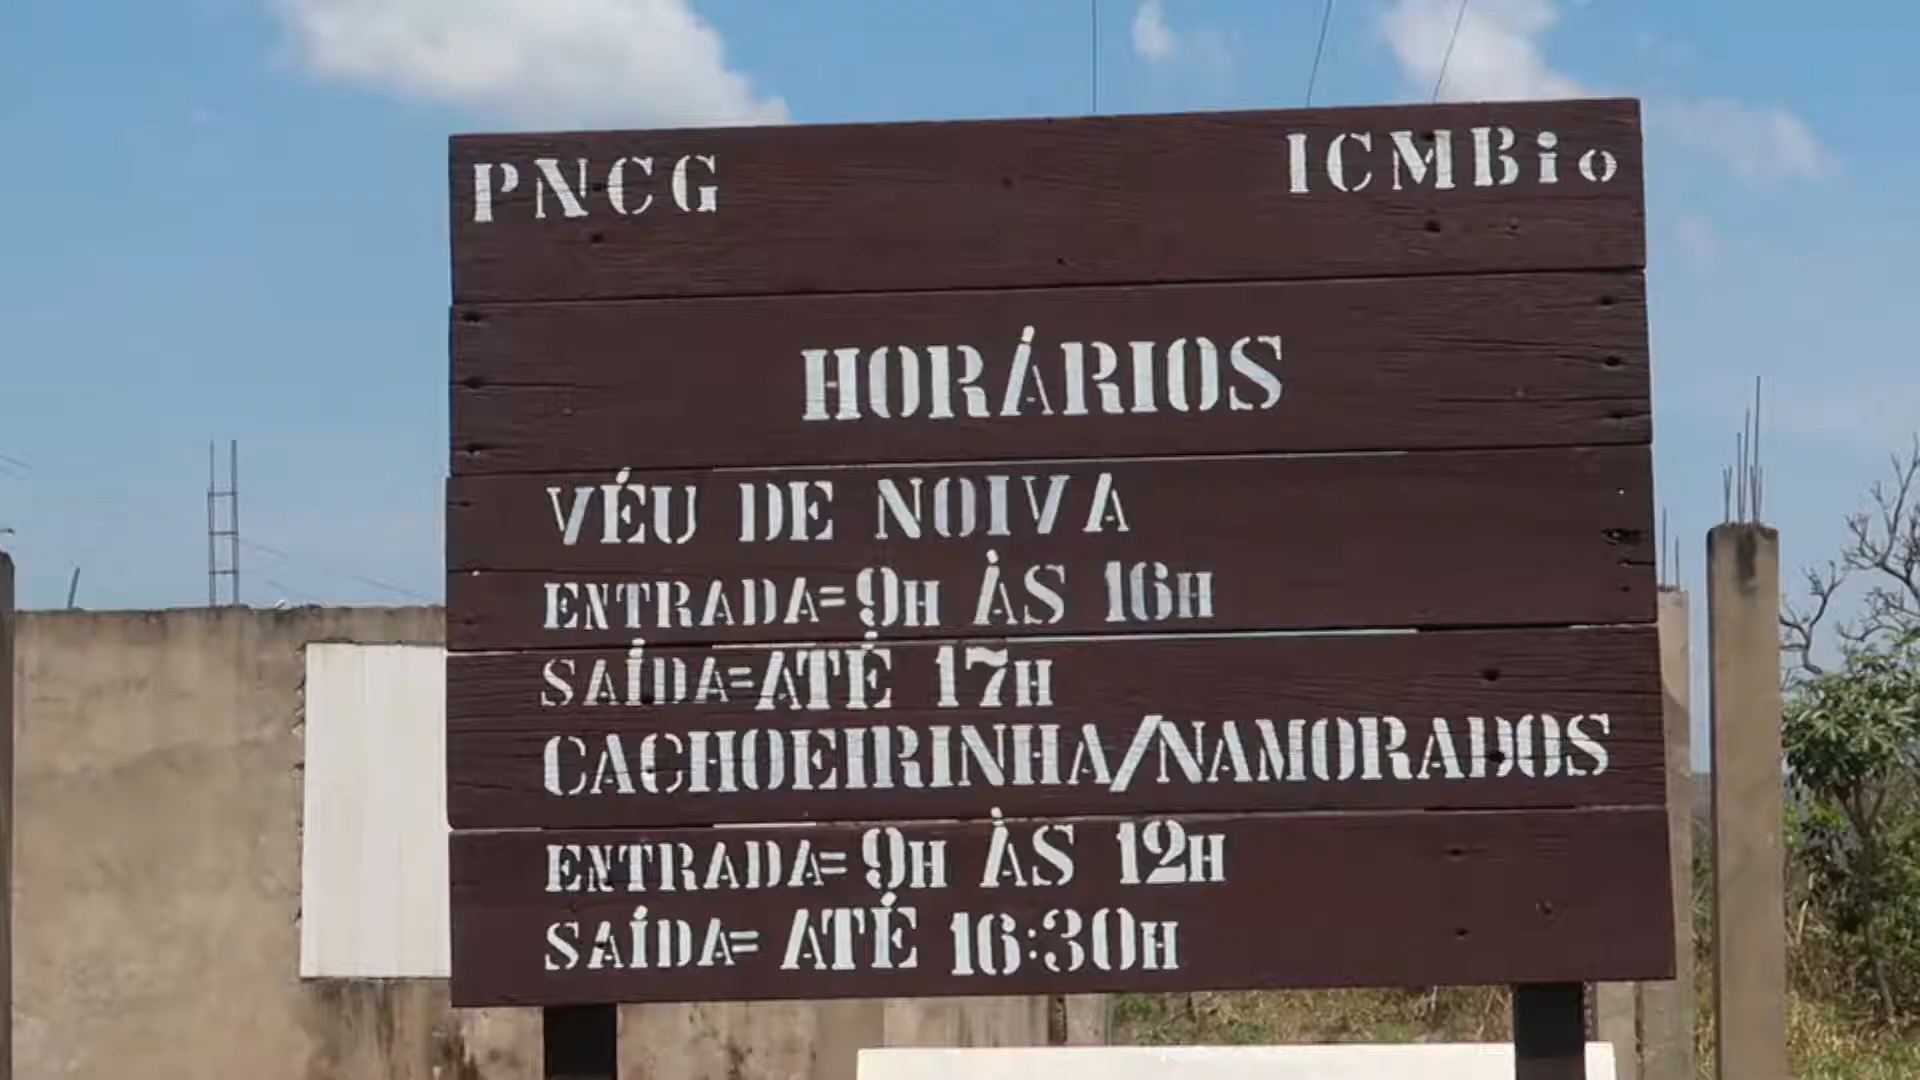 PNCG ICMBio
HORÁRIOS
VÉU DE NOIVA
ENTRADA=9H ÀS 16H
SAÍDA=ATÉ 17H
CACHOEIRINHA/NAMORADOS
ENTRADA=9H ÀS 12H
SAÍDA= ATÉ 16:30H